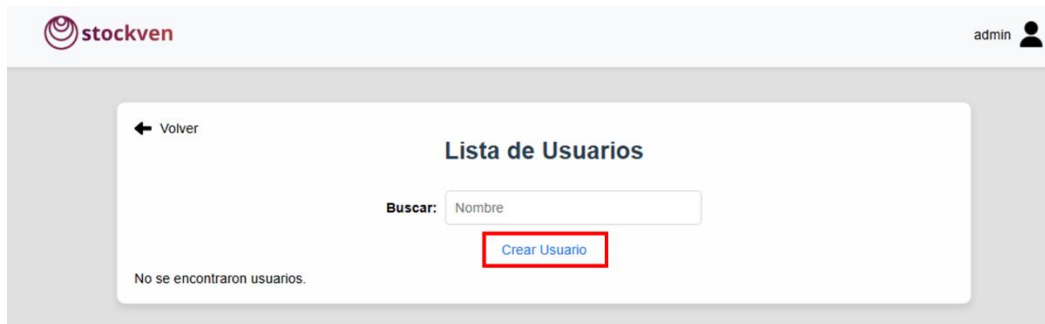 stockven
admin
Volver
Lista de Usuarios
Buscar: Nombre
Crear Usuario
No se encontraron usuarios.